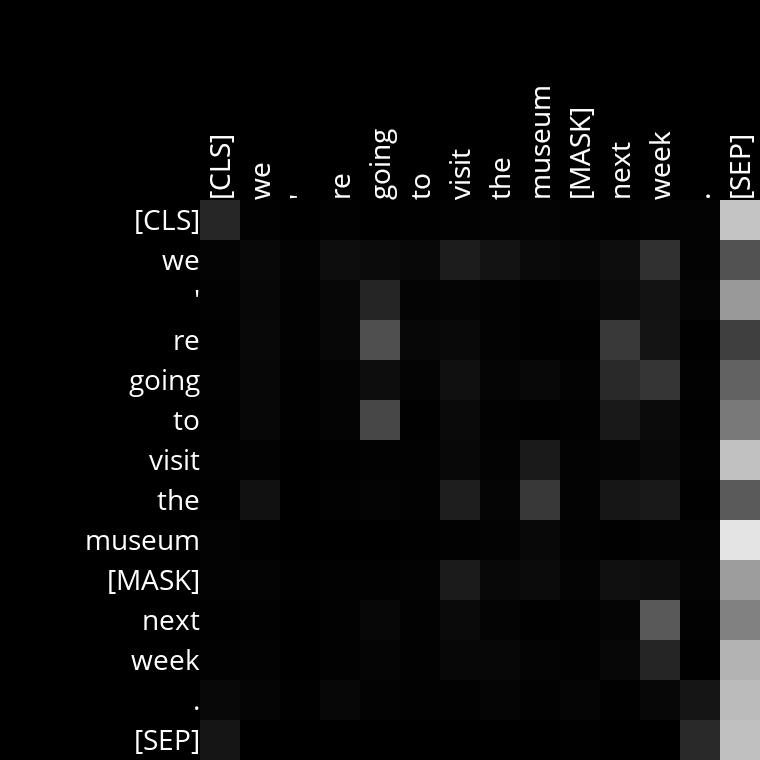 [CLS] we ' re going to visit the museum [MASK] next week . [SEP]
[CLS]
we
'
re
going
to
visit
the
museum
[MASK]
next
week
.
[SEP]